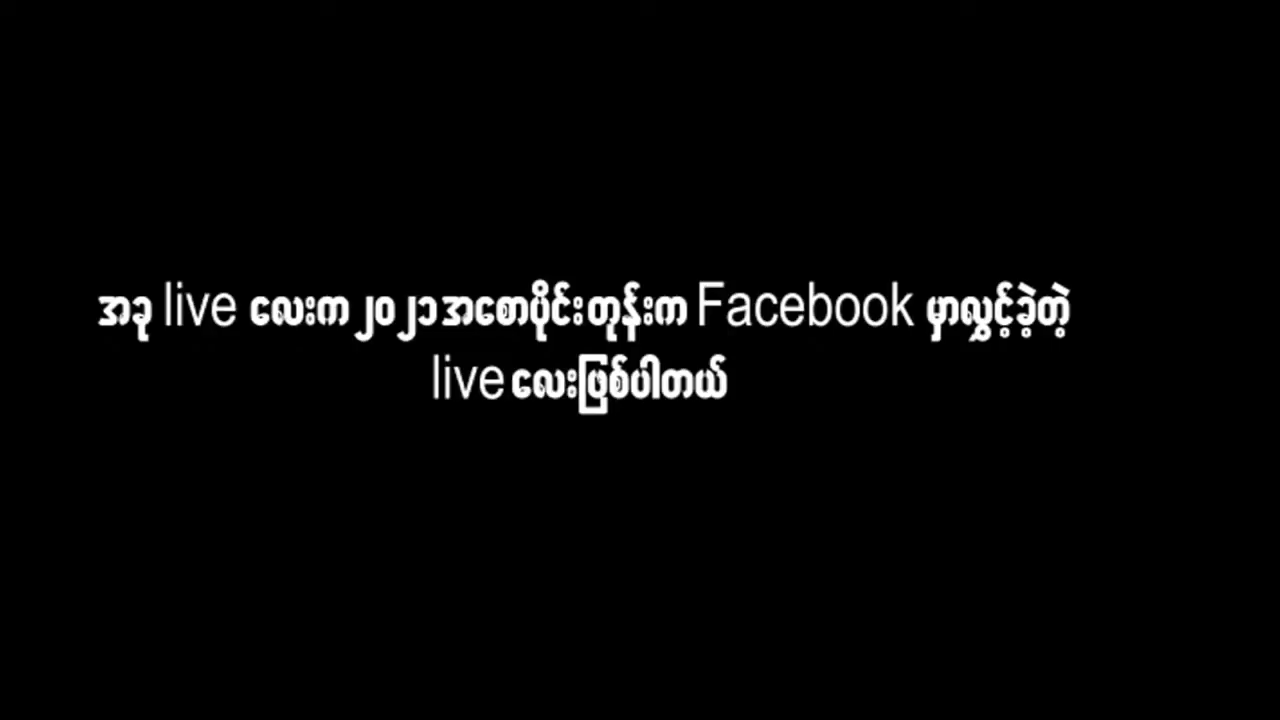 အခု live လေးက ၂၀၂၁အစောပိုင်းတုန်းက Facebook မှာလွှင့်ခဲ့တဲ့
live လေးဖြစ်ပါတယ်